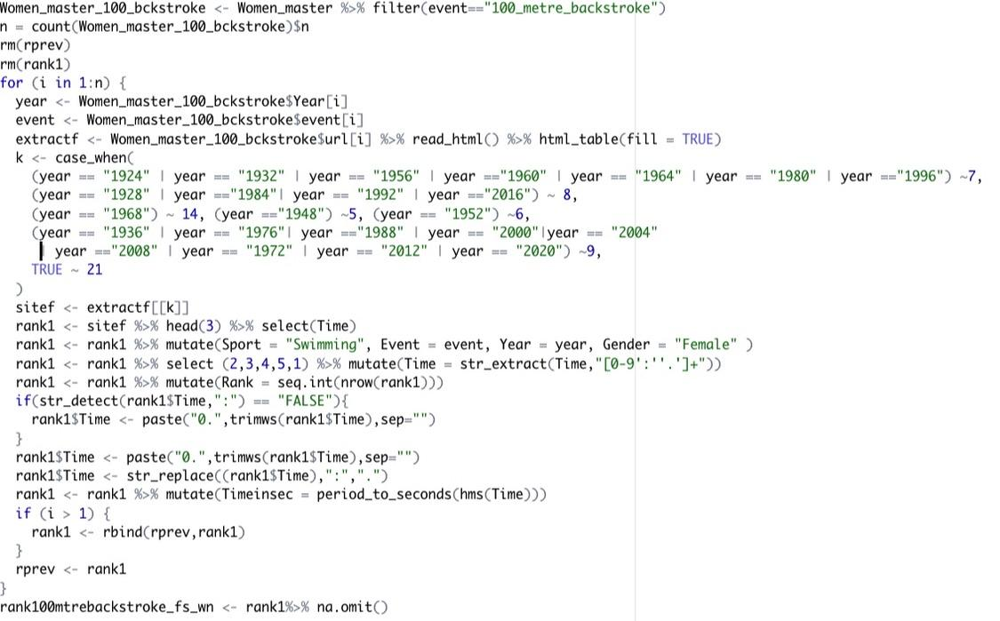 Women_master_100_bckstroke <- Women_master %>% filter(event=="100_metre_backstroke")
n = count(Women_master_100_bckstroke)$n
rm(rprev)
rm(rank1)
for (i in 1:n) {
  year <- Women_master_100_bckstroke$Year[i]
  event <- Women_master_100_bckstroke$event[i]
  extractf <- Women_master_100_bckstroke$url[i] %>% read_html() %>% html_table(fill = TRUE)
  k <- case_when(
    (year == "1924" | year == "1932" | year == "1956" | year =="1960" | year == "1964" | year == "1980" | year =="1996") ~7,
    (year == "1928" | year =="1984"| year == "1992" | year =="2016") ~ 8,
    (year == "1968") ~ 14, (year =="1948") ~5, (year == "1952") ~6,
    (year == "1936" | year == "1976"| year =="1988" | year == "2000"|year == "2004"
     | year =="2008" | year == "1972" | year == "2012" | year == "2020") ~9,
    TRUE ~ 21
  )
  sitef <- extractf[[k]]
  rank1 <- sitef %>% head(3) %>% select(Time)
  rank1 <- rank1 %>% mutate(Sport = "Swimming", Event = event, Year = year, Gender = "Female" )
  rank1 <- rank1 %>% select (2,3,4,5,1) %>% mutate(Time = str_extract(Time,"[0-9':''.']+"))
  rank1 <- rank1 %>% mutate(Rank = seq.int(nrow(rank1)))
  if(str_detect(rank1$Time,":") == "FALSE"){
    rank1$Time <- paste("0.",trimws(rank1$Time),sep="")
  }
  rank1$Time <- paste("0.",trimws(rank1$Time),sep="")
  rank1$Time <- str_replace((rank1$Time),":",".")
  rank1 <- rank1 %>% mutate(Timeinsec = period_to_seconds(hms(Time)))
  if (i > 1) {
    rank1 <- rbind(rprev,rank1)
  }
  rprev <- rank1
}
rank100mtrebackstroke_fs_wn <- rank1%>% na.omit()